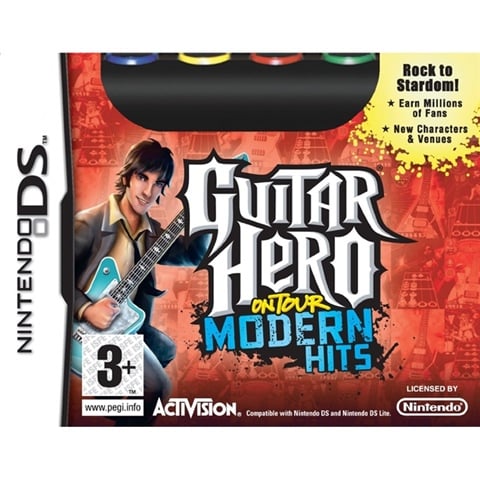 NINTENDO DS™
Rock to
Stardom!
★ Earn Millions
of Fans
★ New Characters
& Venues
GUITAR
HERO
ON TOUR
MODERN
HITS
3+
www.pegi.info
ACTIVISION®
Compatible with Nintendo DS and Nintendo DS Lite.
LICENSED BY
Nintendo®